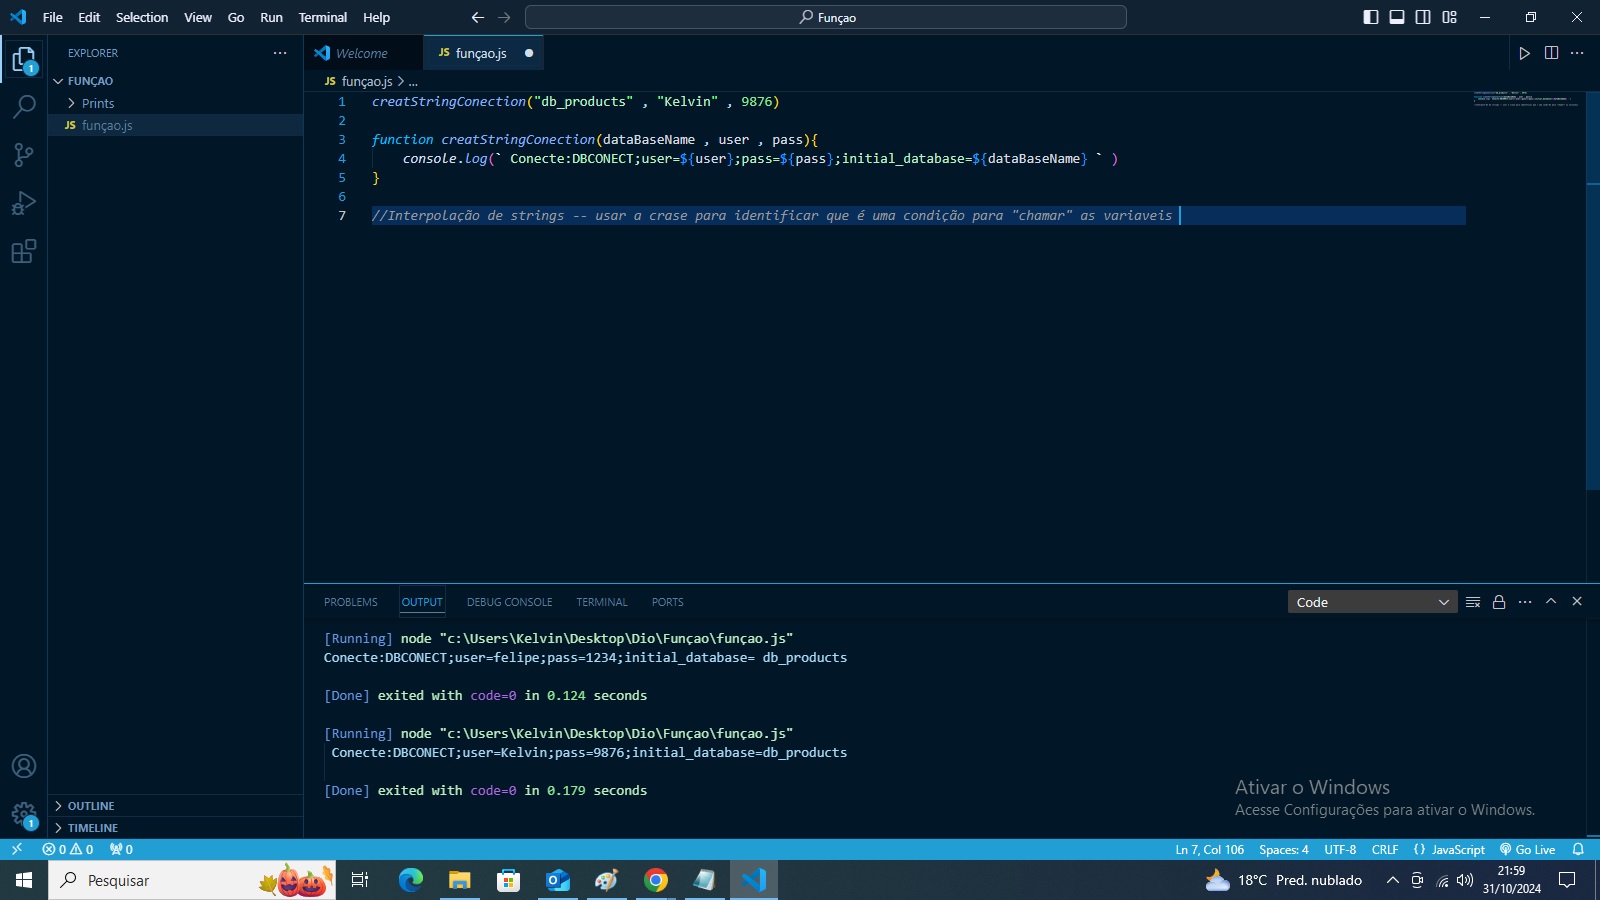 File Edit Selection View Go Run Terminal Help
Funçao
EXPLORER
FUNÇAO
Prints
JS funçao.js
OUTLINE
TIMELINE
Welcome
JS funçao.js
JS funçao.js > ...
1 creatStringConection("db_products" , "Kelvin" , 9876)
2
3 function creatStringConection(dataBaseName , user , pass){
4 console.log(` Conecte:DBCONECT;user=${user};pass=${pass};initial_database=${dataBaseName} ` )
5 }
6
7 //Interpolação de strings -- usar a crase para identificar que é uma condição para "chamar" as variaveis
PROBLEMS OUTPUT DEBUG CONSOLE TERMINAL PORTS
Code
[Running] node "c:\Users\Kelvin\Desktop\Dio\Funçao\funçao.js"
Conecte:DBCONECT;user=felipe;pass=1234;initial_database= db_products
[Done] exited with code=0 in 0.124 seconds
[Running] node "c:\Users\Kelvin\Desktop\Dio\Funçao\funçao.js"
Conecte:DBCONECT;user=Kelvin;pass=9876;initial_database=db_products
[Done] exited with code=0 in 0.179 seconds
Ativar o Windows
Acesse Configurações para ativar o Windows.
1
1
0 0 0
Ln 7, Col 106 Spaces: 4 UTF-8 CRLF {} JavaScript Go Live
Pesquisar
18°C Pred. nublado
21:59
31/10/2024